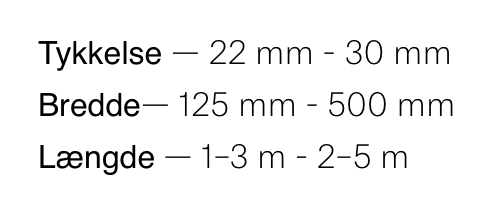 Tykkelse — 22 mm - 30 mm
Bredde— 125 mm - 500 mm
Længde — 1–3 m - 2–5 m